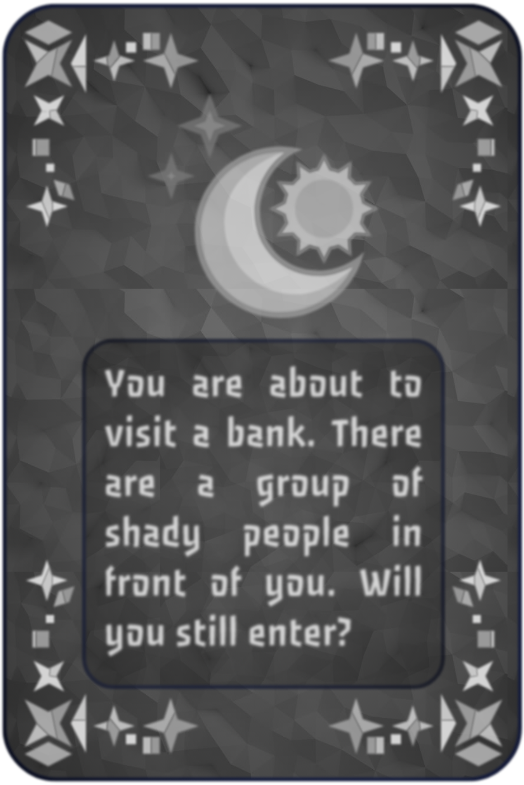 You are about to
visit a bank. There
are a group of
shady people in
front of you. Will
you still enter?